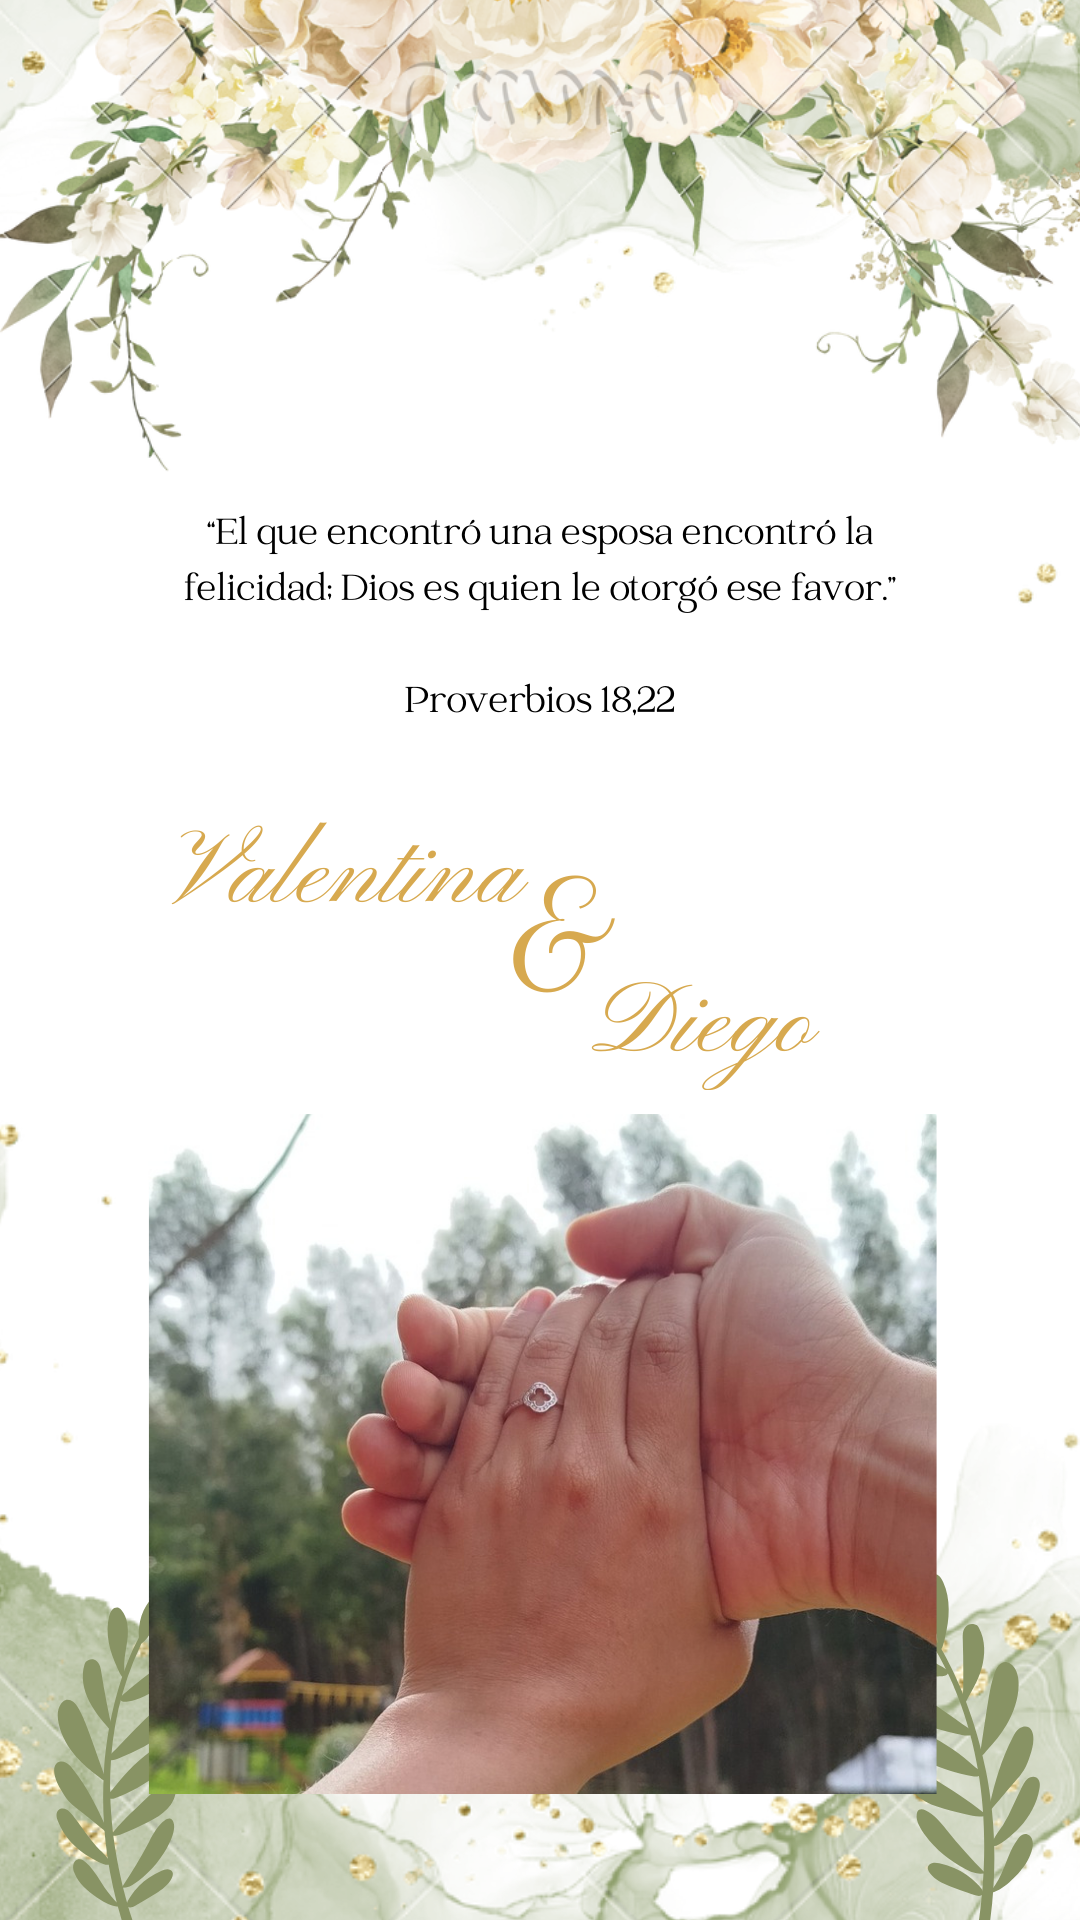 “El que encontró una esposa encontró la
felicidad; Dios es quien le otorgó ese favor.”
Proverbios 18,22
Valentina
&
Diego